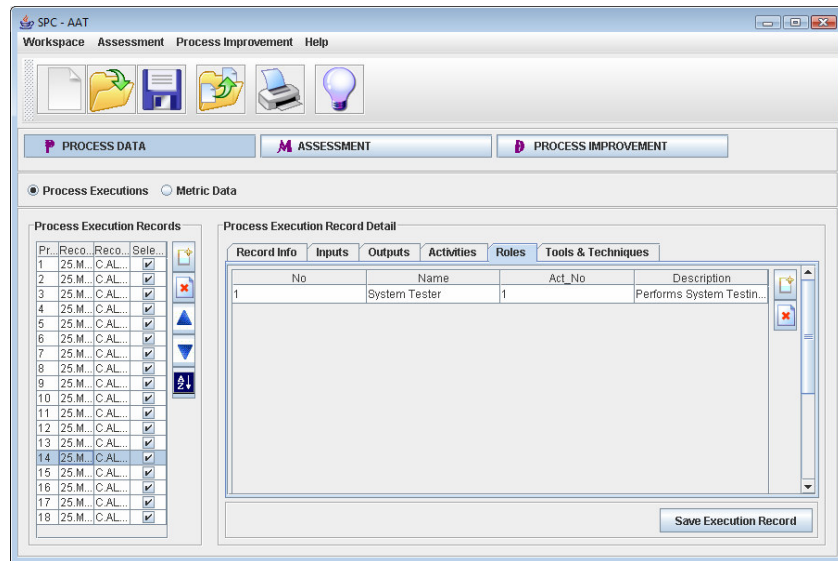 SPC - AAT
Workspace Assessment Process Improvement Help
P PROCESS DATA
M ASSESSMENT
D PROCESS IMPROVEMENT
Process Executions Metric Data
Process Execution Records
Pr... Reco... Reco... Sele...
1 25.M... C.AL...
2 25.M... C.AL...
3 25.M... C.AL...
4 25.M... C.AL...
5 25.M... C.AL...
6 25.M... C.AL...
7 25.M... C.AL...
8 25.M... C.AL...
9 25.M... C.AL...
10 25.M... C.AL...
11 25.M... C.AL...
12 25.M... C.AL...
13 25.M... C.AL...
14 25.M... C.AL...
15 25.M... C.AL...
16 25.M... C.AL...
17 25.M... C.AL...
18 25.M... C.AL...
A Z
Process Execution Record Detail
Record Info Inputs Outputs Activities Roles Tools & Techniques
No Name Act_No Description
1 System Tester 1 Performs System Testin...
Save Execution Record